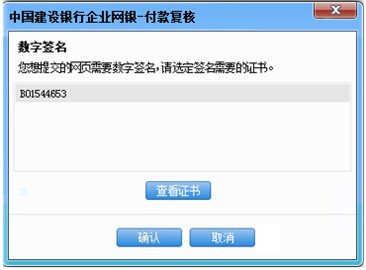 中国建设银行企业网银-付款复核
数字签名
您想提交的网页需要数字签名,请选定签名需要的证书。
B01544653
查看证书
确认 取消